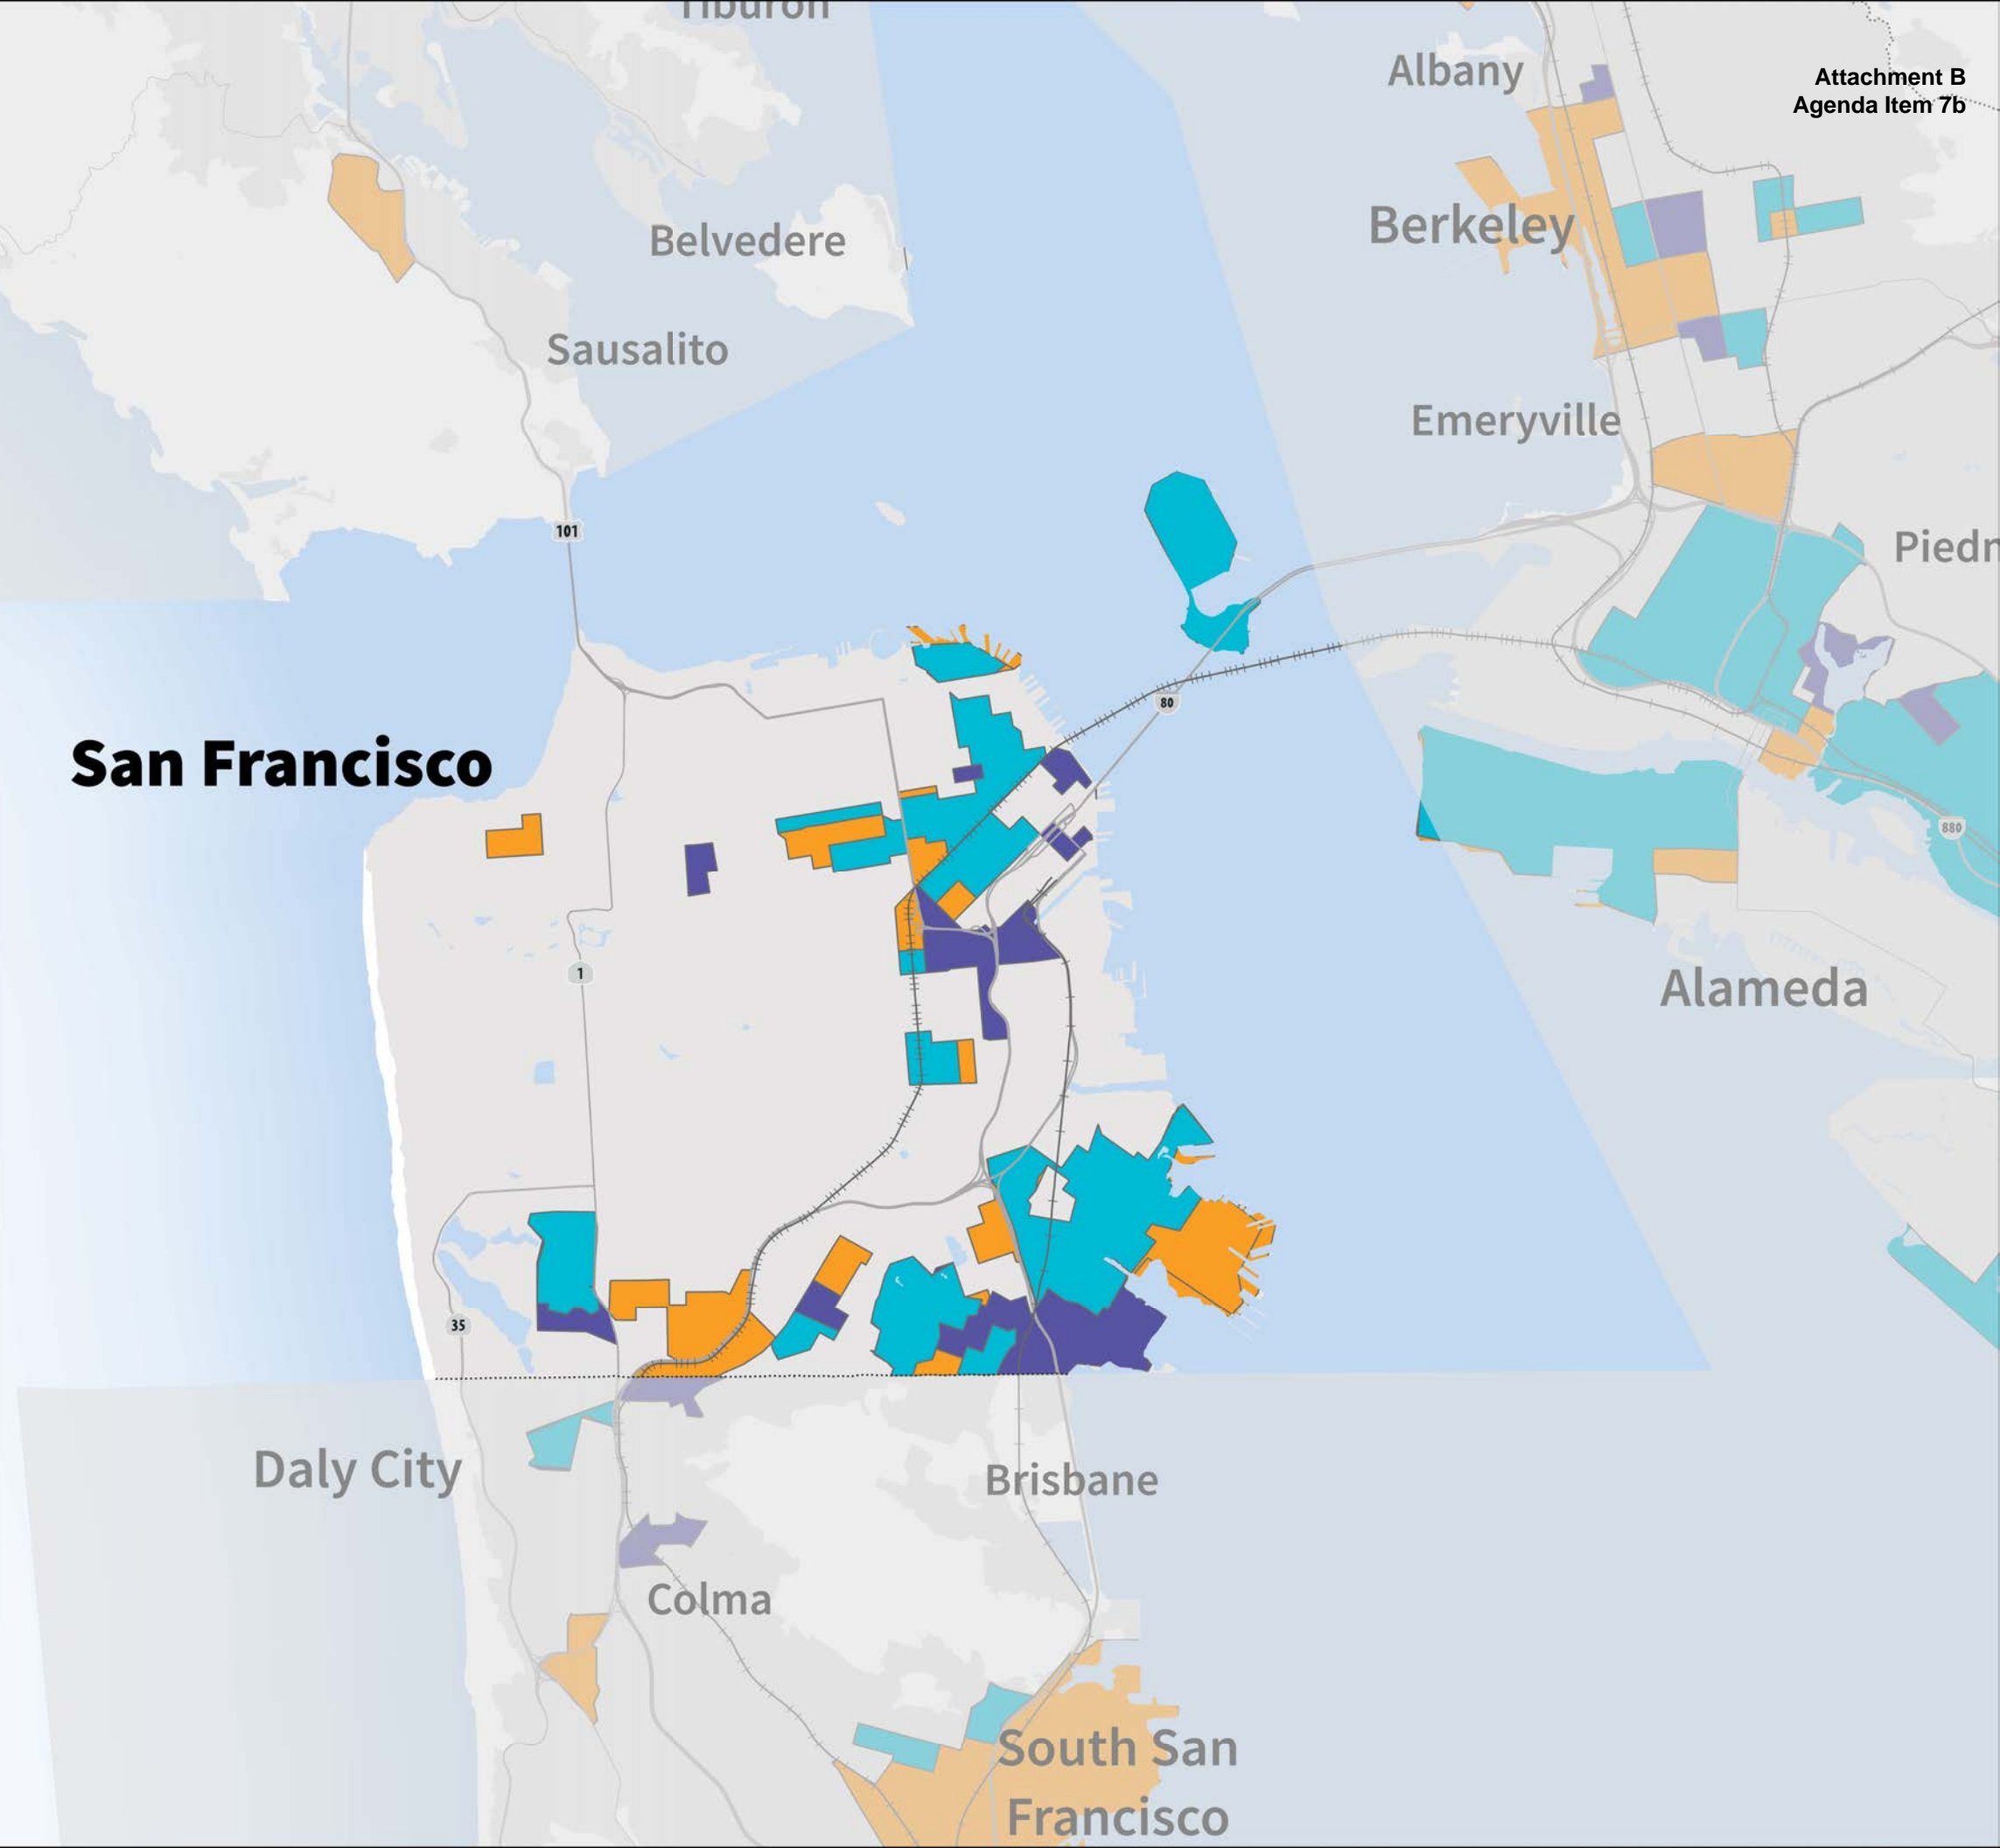 Tiburon
Albany
Attachment B
Agenda Item 7b
Berkeley
Belvedere
Sausalito
Emeryville
101
Piedm
80
San Francisco
880
1
Alameda
35
Daly City
Brisbane
Colma
South San
Francisco